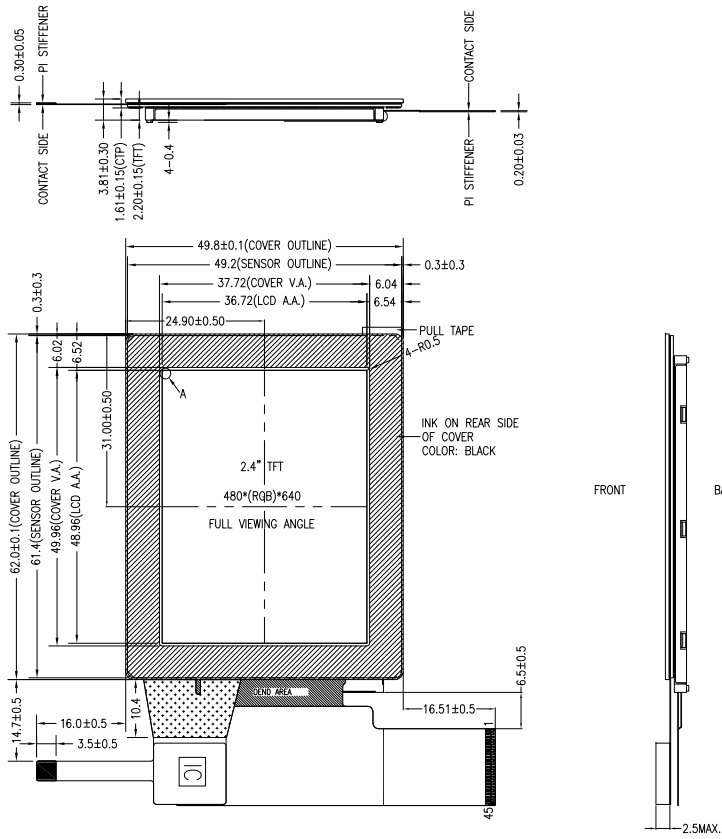 0.30±0.05
PI STIFFENER
CONTACT SIDE
3.81±0.30
1.61±0.15(CTP)
2.20±0.15(TFT)
4-0.4
CONTACT SIDE
PI STIFFENER
0.20±0.03
49.8±0.1(COVER OUTLINE)
49.2(SENSOR OUTLINE)
0.3±0.3
37.72(COVER V.A.)
6.04
36.72(LCD A.A.)
6.54
24.90±0.50
PULL TAPE
4-R0.5
0.3±0.3
6.02
6.52
31.00±0.50
A
62.0±0.1(COVER OUTLINE)
61.4(SENSOR OUTLINE)
49.96(COVER V.A.)
48.96(LCD A.A.)
INK ON REAR SIDE
OF COVER
COLOR: BLACK
2.4" TFT
480*(RGB)*640
FULL VIEWING ANGLE
FRONT
14.7±0.5
16.0±0.5
3.5±0.5
10.4
DEND AREA
6.5±0.5
16.51±0.5
1
45
IC
2.5MAX.